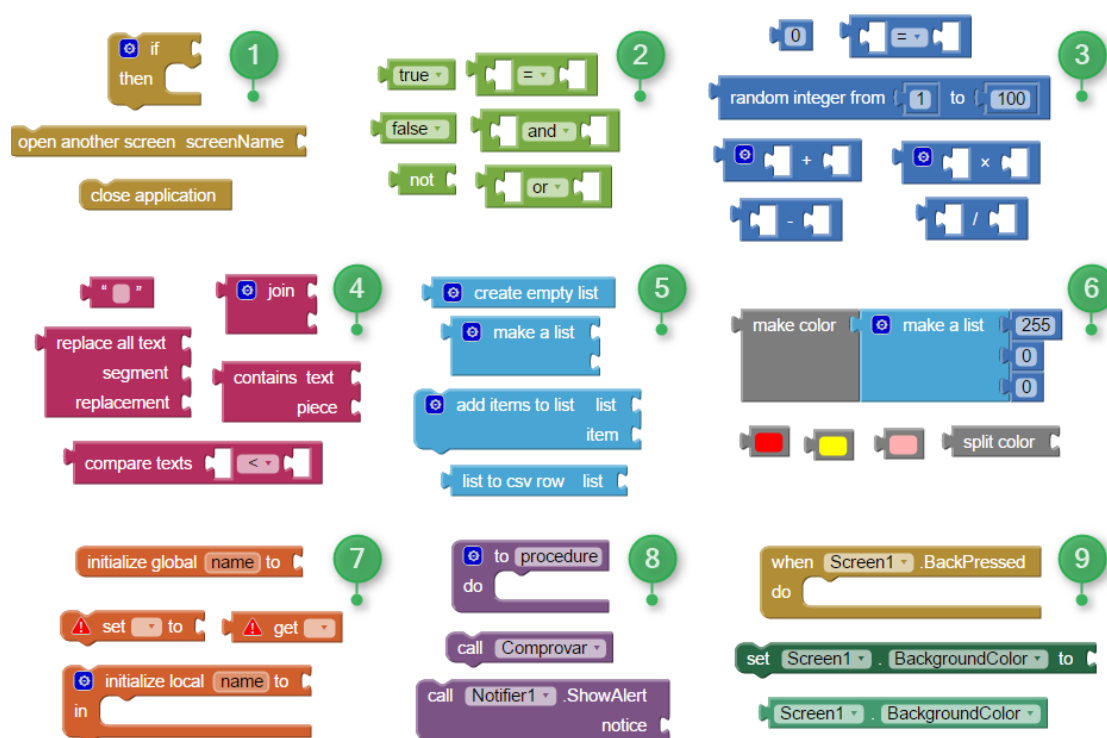 if
then
1
open another screen screenName
close application
2
true
=
false
and
not
or
3
0
=
random integer from 1 to 100
+
×
-
/
4
“ ”
join
replace all text
segment
replacement
contains text
piece
compare texts <
5
create empty list
make a list
add items to list list
item
list to csv row list
6
make color
make a list
255
0
0
split color
7
initialize global name to
set to
get
initialize local name to
in
8
to procedure
do
call Comprovar
call Notifier1 .ShowAlert
notice
9
when Screen1 .BackPressed
do
set Screen1 . BackgroundColor to
Screen1 . BackgroundColor